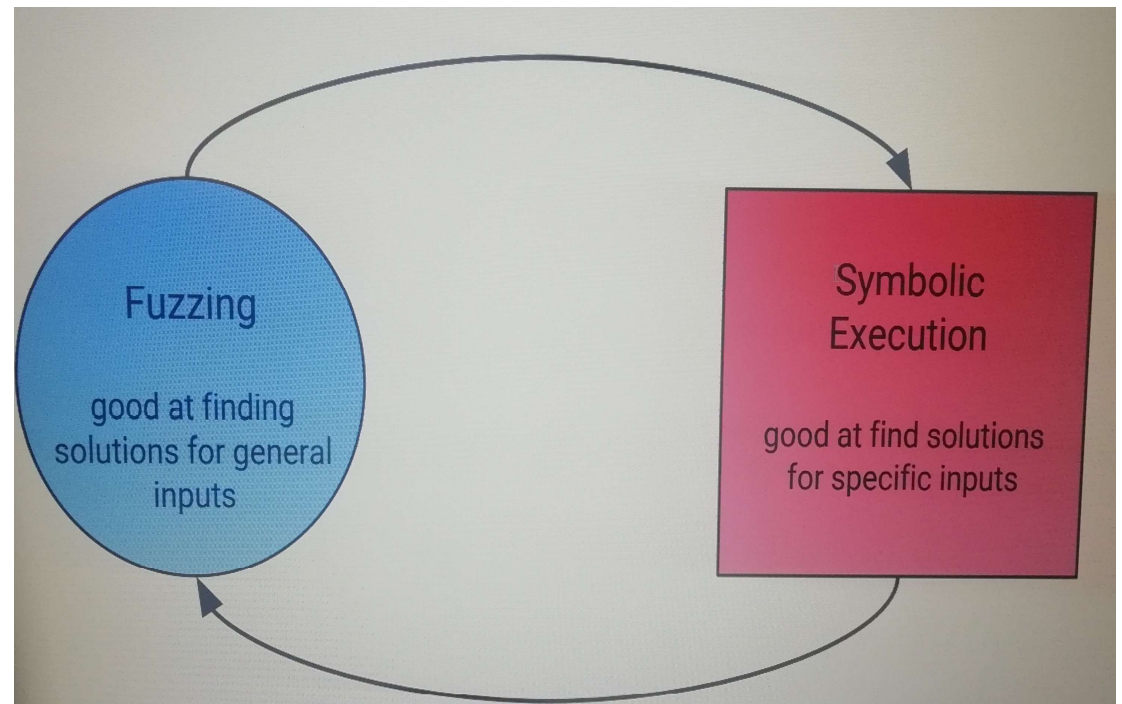 Fuzzing
good at finding
solutions for general
inputs
Symbolic
Execution
good at find solutions
for specific inputs